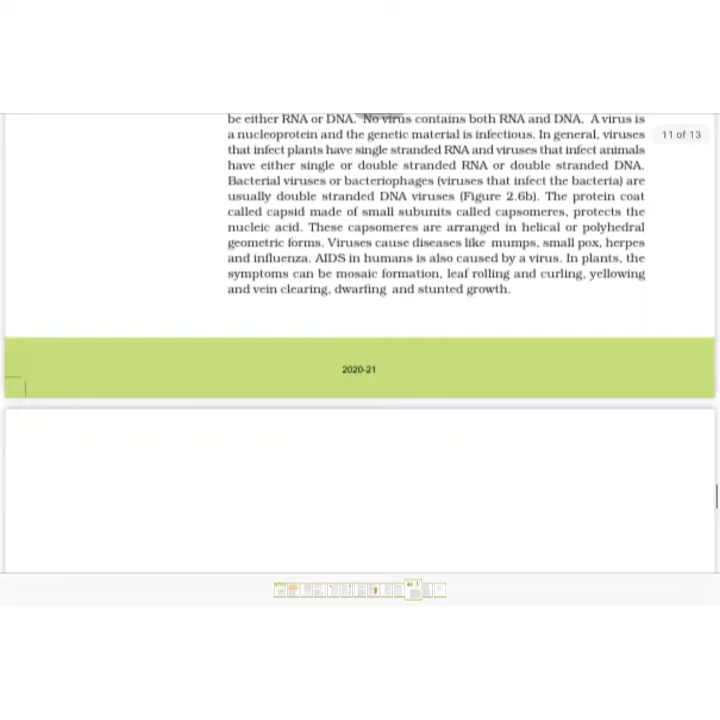 be either RNA or DNA. No virus contains both RNA and DNA. A virus is
a nucleoprotein and the genetic material is infectious. In general, viruses
11 of 13
that infect plants have single stranded RNA and viruses that infect animals
have either single or double stranded RNA or double stranded DNA.
Bacterial viruses or bacteriophages (viruses that infect the bacteria) are
usually double stranded DNA viruses (Figure 2.6b). The protein coat
called capsid made of small subunits called capsomeres, protects the
nucleic acid. These capsomeres are arranged in helical or polyhedral
geometric forms. Viruses cause diseases like mumps, small pox, herpes
and influenza. AIDS in humans is also caused by a virus. In plants, the
symptoms can be mosaic formation, leaf rolling and curling, yellowing
and vein clearing, dwarfing and stunted growth.
2020-21